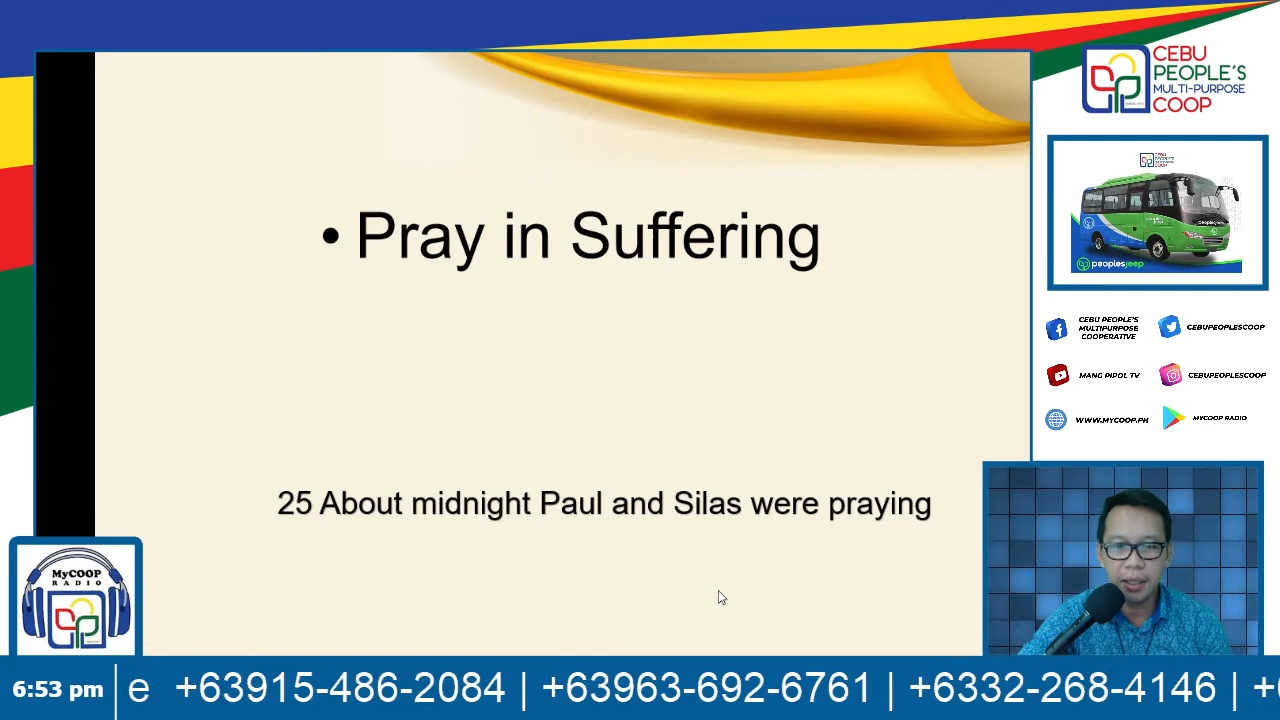 CEBU
PEOPLE'S
MULTI-PURPOSE
COOP
• Pray in Suffering
peoplesjeep
CEBU PEOPLE'S
MULTIPURPOSE
COOPERATIVE
CEBUPEOPLESCOOP
MANG PIPOL TV
CEBUPEOPLESCOOP
WWW.MYCOOP.PH
MYCOOP RADIO
25 About midnight Paul and Silas were praying
MyCOOP
RADIO
6:53 pm
e +63915-486-2084 | +63963-692-6761 | +6332-268-4146 | +6